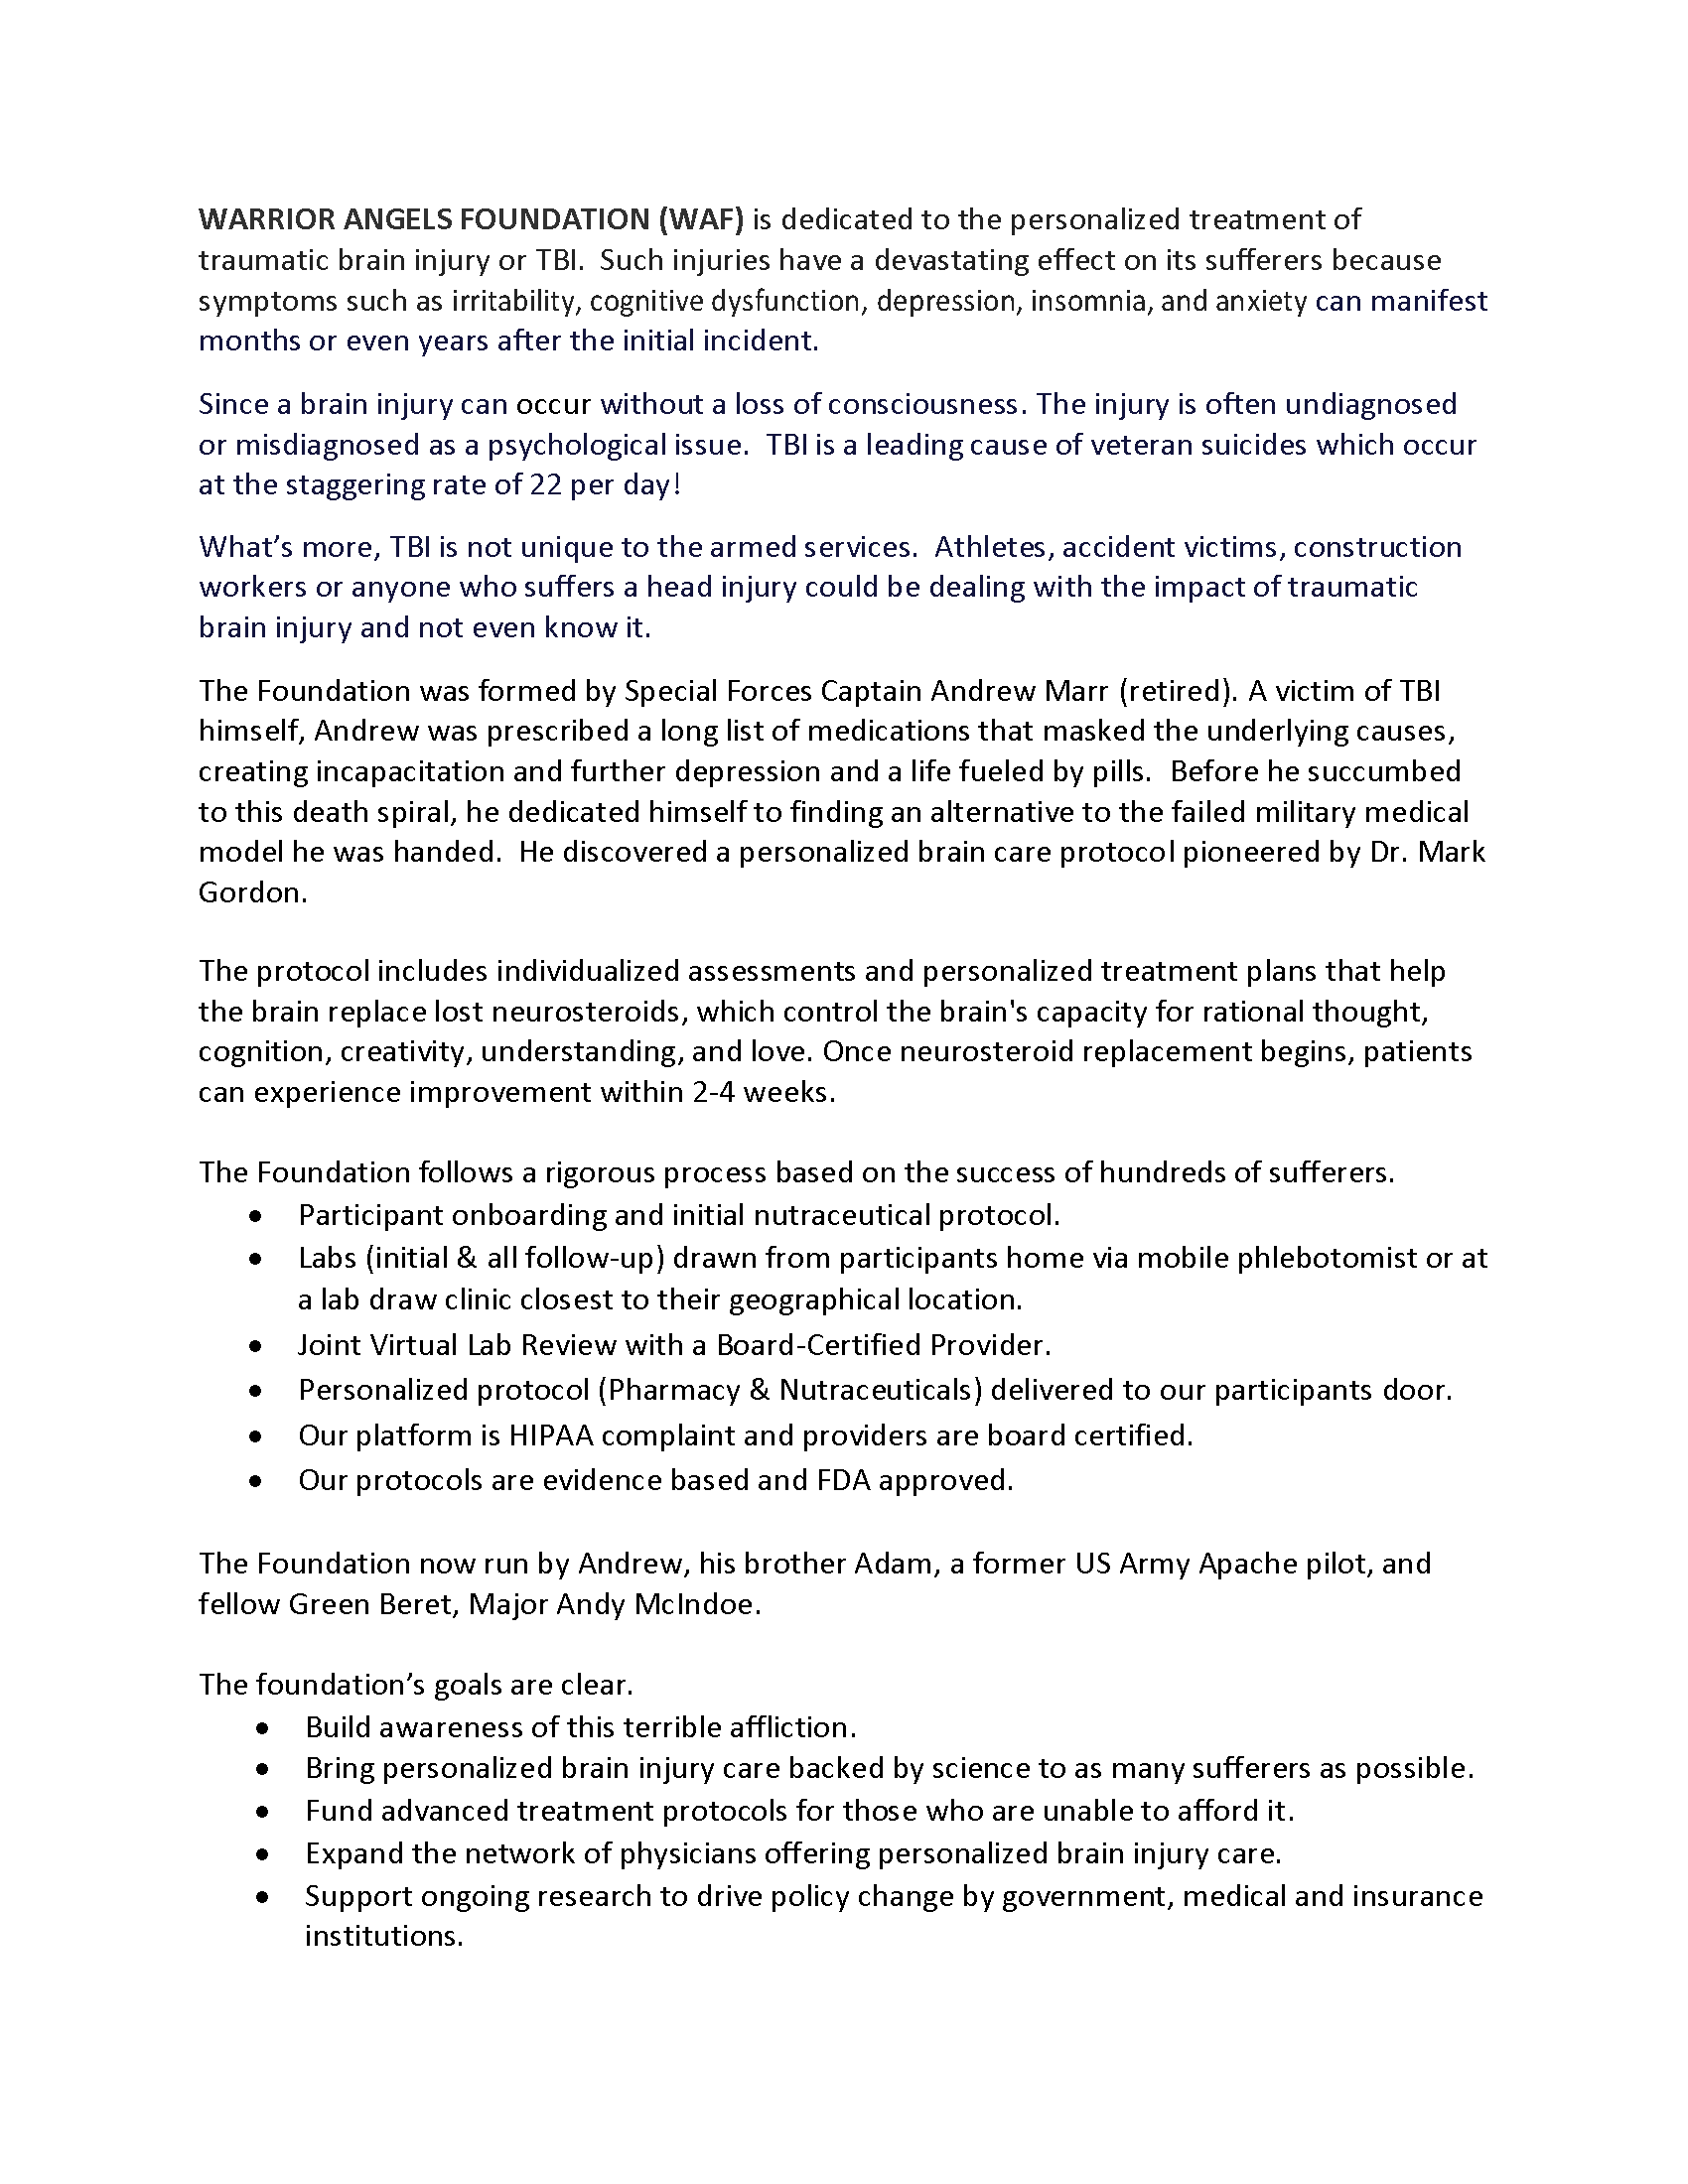 WARRIOR ANGELS FOUNDATION (WAF) is dedicated to the personalized treatment of
traumatic brain injury or TBI.  Such injuries have a devastating effect on its sufferers because
symptoms such as irritability, cognitive dysfunction, depression, insomnia, and anxiety can manifest
months or even years after the initial incident.
Since a brain injury can occur without a loss of consciousness. The injury is often undiagnosed
or misdiagnosed as a psychological issue.  TBI is a leading cause of veteran suicides which occur
at the staggering rate of 22 per day!
What’s more, TBI is not unique to the armed services.  Athletes, accident victims, construction
workers or anyone who suffers a head injury could be dealing with the impact of traumatic
brain injury and not even know it.
The Foundation was formed by Special Forces Captain Andrew Marr (retired). A victim of TBI
himself, Andrew was prescribed a long list of medications that masked the underlying causes,
creating incapacitation and further depression and a life fueled by pills.  Before he succumbed
to this death spiral, he dedicated himself to finding an alternative to the failed military medical
model he was handed.  He discovered a personalized brain care protocol pioneered by Dr. Mark
Gordon.
The protocol includes individualized assessments and personalized treatment plans that help
the brain replace lost neurosteroids, which control the brain's capacity for rational thought,
cognition, creativity, understanding, and love. Once neurosteroid replacement begins, patients
can experience improvement within 2-4 weeks.
The Foundation follows a rigorous process based on the success of hundreds of sufferers.
• Participant onboarding and initial nutraceutical protocol.
• Labs (initial & all follow-up) drawn from participants home via mobile phlebotomist or at
a lab draw clinic closest to their geographical location.
• Joint Virtual Lab Review with a Board-Certified Provider.
• Personalized protocol (Pharmacy & Nutraceuticals) delivered to our participants door.
• Our platform is HIPAA complaint and providers are board certified.
• Our protocols are evidence based and FDA approved.
The Foundation now run by Andrew, his brother Adam, a former US Army Apache pilot, and
fellow Green Beret, Major Andy McIndoe.
The foundation’s goals are clear.
• Build awareness of this terrible affliction.
• Bring personalized brain injury care backed by science to as many sufferers as possible.
• Fund advanced treatment protocols for those who are unable to afford it.
• Expand the network of physicians offering personalized brain injury care.
• Support ongoing research to drive policy change by government, medical and insurance
institutions.